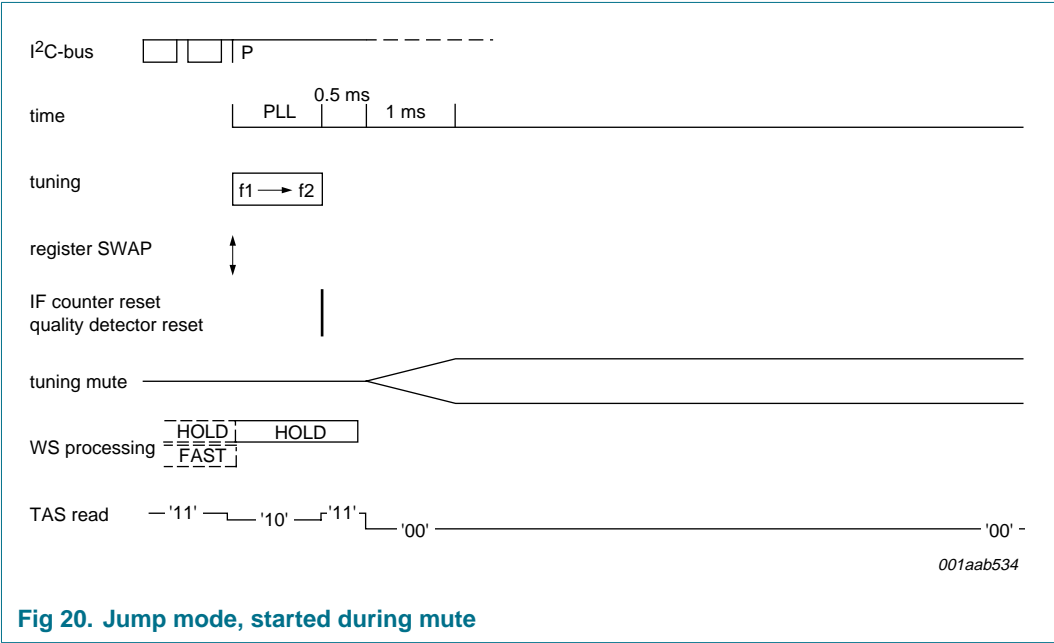 I²C-bus P
time PLL 0.5 ms 1 ms
tuning f1 f2
register SWAP
IF counter reset
quality detector reset
tuning mute
WS processing HOLD HOLD
FAST
TAS read '11' '10' '11' '00' '00'
001aab534
Fig 20. Jump mode, started during mute